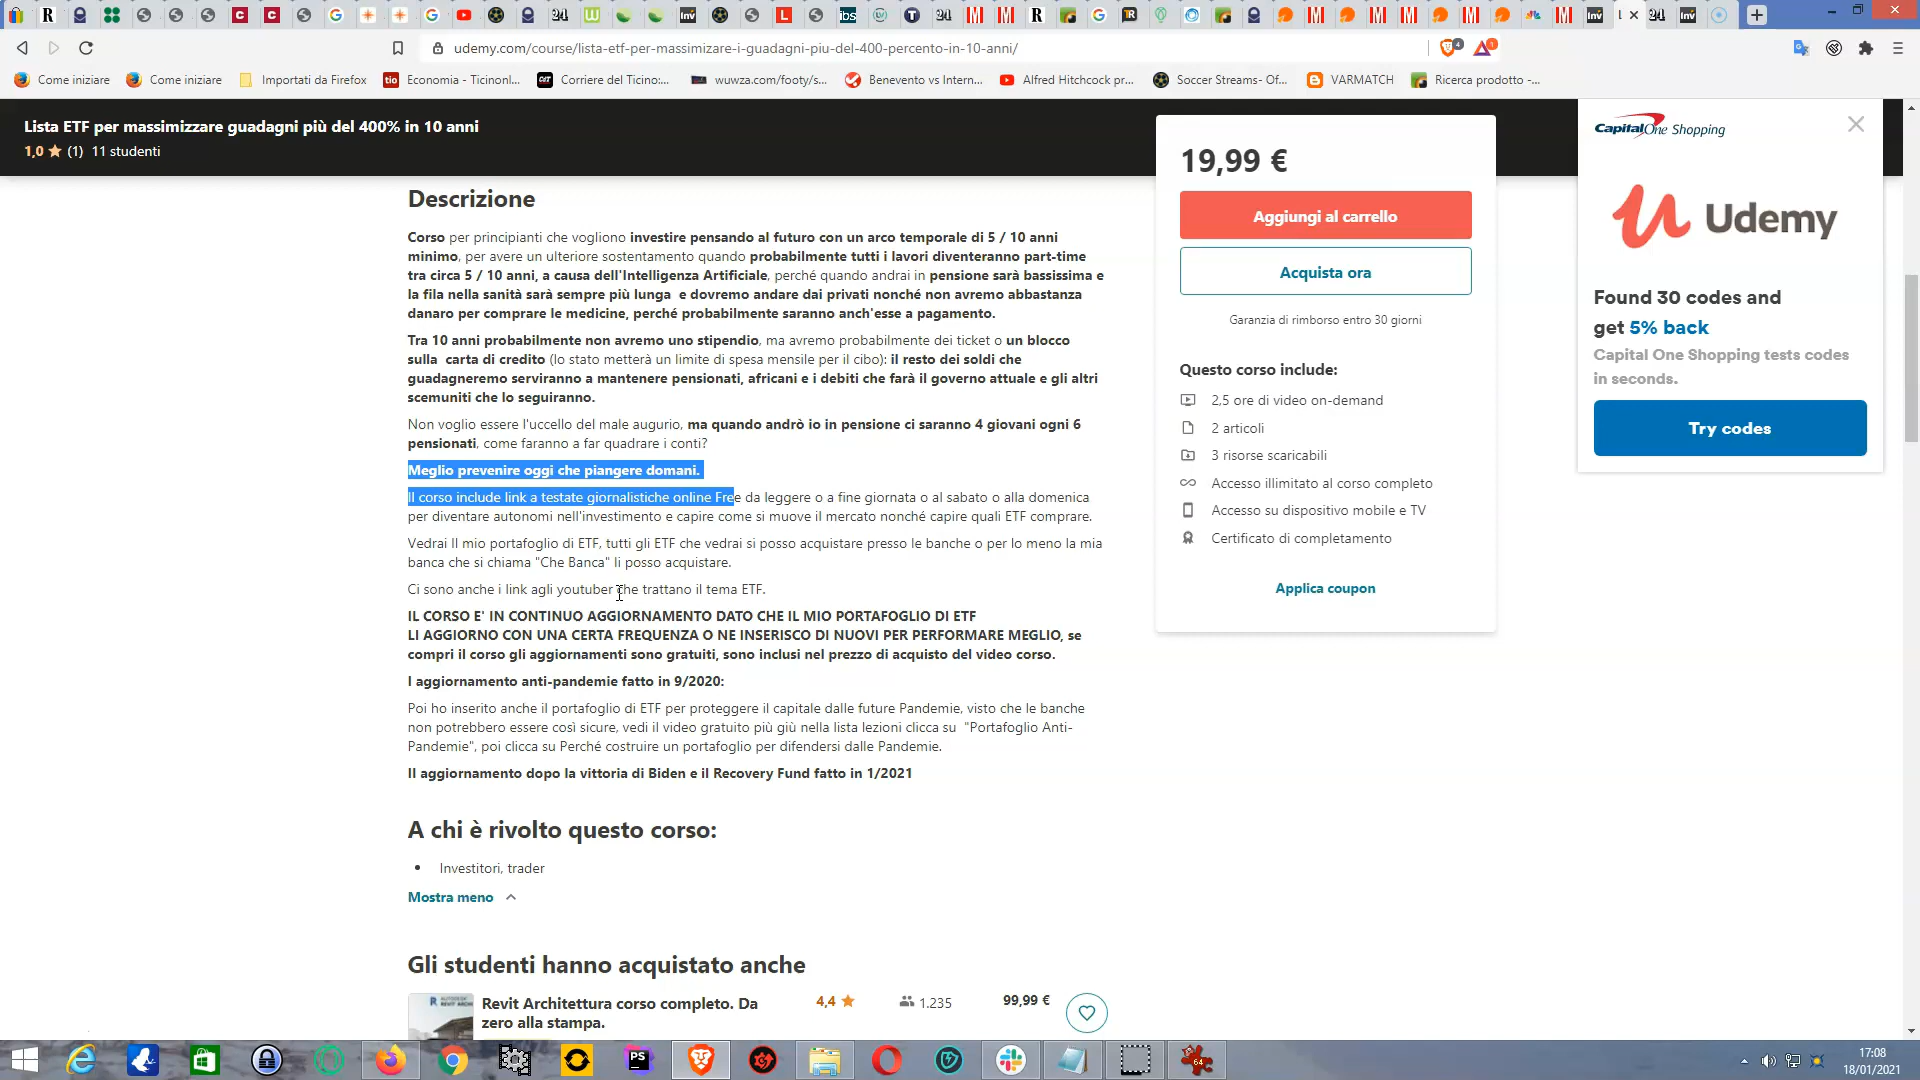 udemy.com/course/lista-etf-per-massimizare-i-guadagni-piu-del-400-percento-in-10-anni/
4
1
Come iniziare
Come iniziare
Importati da Firefox
tio
Economia - Ticinonl...
CdT
Corriere del Ticino:...
wuwza.com/footy/s...
Benevento vs Intern...
Alfred Hitchcock pr...
Soccer Streams- Of...
VARMATCH
Ricerca prodotto -...
Lista ETF per massimizzare guadagni più del 400% in 10 anni
1,0 (1) 11 studenti
Descrizione
Corso per principianti che vogliono investire pensando al futuro con un arco temporale di 5 / 10 anni
minimo, per avere un ulteriore sostentamento quando probabilmente tutti i lavori diventeranno part-time
tra circa 5 / 10 anni, a causa dell'Intelligenza Artificiale, perché quando andrai in pensione sarà bassissima e
la fila nella sanità sarà sempre più lunga e dovremo andare dai privati nonché non avremo abbastanza
danaro per comprare le medicine, perché probabilmente saranno anch'esse a pagamento.
Tra 10 anni probabilmente non avremo uno stipendio, ma avremo probabilmente dei ticket o un blocco
sulla carta di credito (lo stato metterà un limite di spesa mensile per il cibo): il resto dei soldi che
guadagneremo serviranno a mantenere pensionati, africani e i debiti che farà il governo attuale e gli altri
scemuniti che lo seguiranno.
Non voglio essere l'uccello del male augurio, ma quando andrò io in pensione ci saranno 4 giovani ogni 6
pensionati, come faranno a far quadrare i conti?
Meglio prevenire oggi che piangere domani.
Il corso include link a testate giornalistiche online Free da leggere o a fine giornata o al sabato o alla domenica
per diventare autonomi nell'investimento e capire come si muove il mercato nonché capire quali ETF comprare.
Vedrai Il mio portafoglio di ETF, tutti gli ETF che vedrai si posso acquistare presso le banche o per lo meno la mia
banca che si chiama "Che Banca" li posso acquistare.
Ci sono anche i link agli youtuber che trattano il tema ETF.
IL CORSO E' IN CONTINUO AGGIORNAMENTO DATO CHE IL MIO PORTAFOGLIO DI ETF
LI AGGIORNO CON UNA CERTA FREQUENZA O NE INSERISCO DI NUOVI PER PERFORMARE MEGLIO, se
compri il corso gli aggiornamenti sono gratuiti, sono inclusi nel prezzo di acquisto del video corso.
I aggiornamento anti-pandemie fatto in 9/2020:
Poi ho inserito anche il portafoglio di ETF per proteggere il capitale dalle future Pandemie, visto che le banche
non potrebbero essere così sicure, vedi il video gratuito più giù nella lista lezioni clicca su "Portafoglio Anti-
Pandemie", poi clicca su Perché costruire un portafoglio per difendersi dalle Pandemie.
II aggiornamento dopo la vittoria di Biden e il Recovery Fund fatto in 1/2021
A chi è rivolto questo corso:
• Investitori, trader
Mostra meno
Gli studenti hanno acquistato anche
Revit Architettura corso completo. Da
zero alla stampa.
4,4
1.235
99,99 €
19,99 €
Aggiungi al carrello
Acquista ora
Garanzia di rimborso entro 30 giorni
Questo corso include:
2,5 ore di video on-demand
2 articoli
3 risorse scaricabili
Accesso illimitato al corso completo
Accesso su dispositivo mobile e TV
Certificato di completamento
Applica coupon
Capital One Shopping
Udemy
Found 30 codes and
get 5% back
Capital One Shopping tests codes
in seconds.
Try codes
PS
64
17:08
18/01/2021